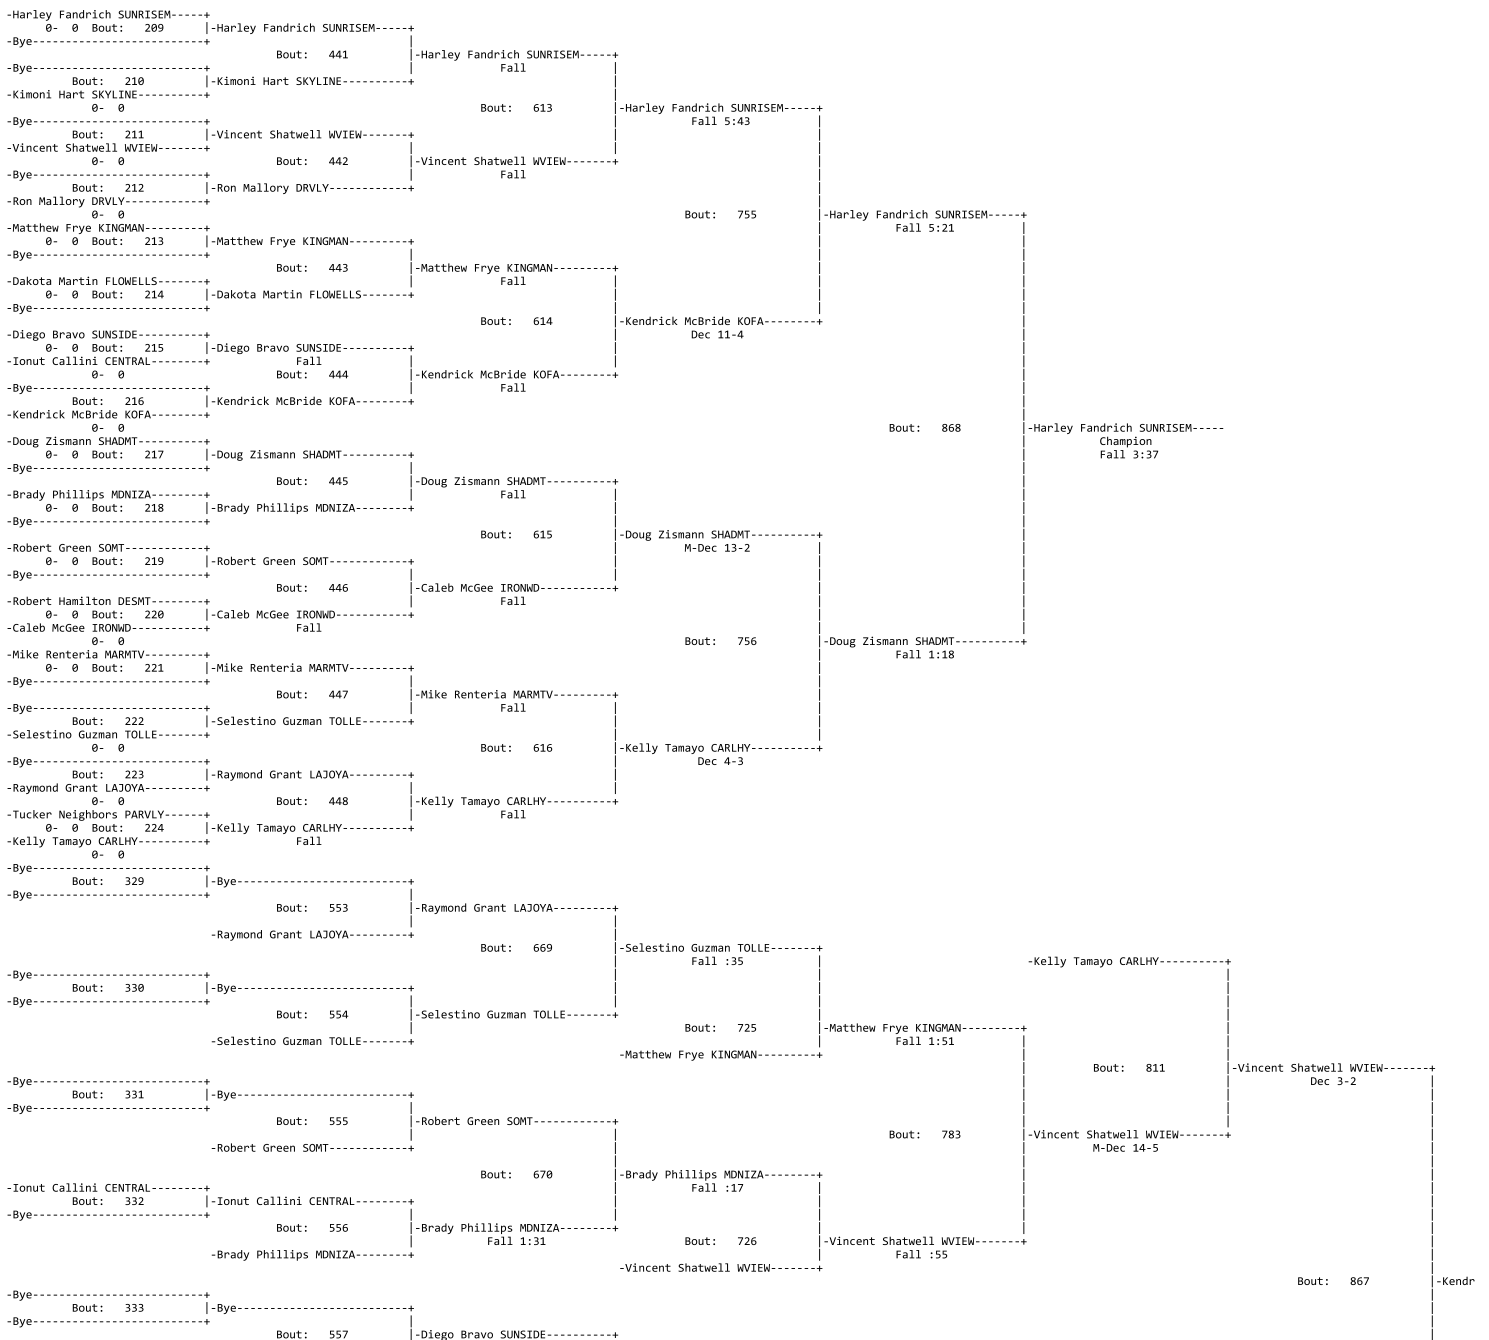 -Harley Fandrich SUNRISEM-----+
0- 0 Bout: 209 |-Harley Fandrich SUNRISEM-----+
-Bye--------------------------+ |
Bout: 441 |-Harley Fandrich SUNRISEM-----+
-Bye--------------------------+ | Fall |
Bout: 210 |-Kimoni Hart SKYLINE----------+ |
-Kimoni Hart SKYLINE----------+ |
0- 0 Bout: 613 |-Harley Fandrich SUNRISEM-----+
-Bye--------------------------+ | Fall 5:43 |
Bout: 211 |-Vincent Shatwell WVIEW-------+ | |
-Vincent Shatwell WVIEW-------+ | | |
0- 0 Bout: 442 |-Vincent Shatwell WVIEW-------+ |
-Bye--------------------------+ | Fall |
Bout: 212 |-Ron Mallory DRVLY------------+ |
-Ron Mallory DRVLY------------+ |
0- 0 Bout: 755 |-Harley Fandrich SUNRISEM-----+
-Matthew Frye KINGMAN---------+ | Fall 5:21 |
0- 0 Bout: 213 |-Matthew Frye KINGMAN---------+ | |
-Bye--------------------------+ | | |
Bout: 443 |-Matthew Frye KINGMAN---------+ | |
-Dakota Martin FLOWELLS-------+ | Fall | | |
0- 0 Bout: 214 |-Dakota Martin FLOWELLS-------+ | | |
-Bye--------------------------+ | | |
Bout: 614 |-Kendrick McBride KOFA--------+ |
-Diego Bravo SUNSIDE----------+ | Dec 11-4 |
0- 0 Bout: 215 |-Diego Bravo SUNSIDE----------+ | |
-Ionut Callini CENTRAL--------+ Fall | | |
0- 0 Bout: 444 |-Kendrick McBride KOFA--------+ |
-Bye--------------------------+ | Fall |
Bout: 216 |-Kendrick McBride KOFA--------+ |
-Kendrick McBride KOFA--------+ |
0- 0 Bout: 868 |-Harley Fandrich SUNRISEM-----
-Doug Zismann SHADMT----------+ | Champion
0- 0 Bout: 217 |-Doug Zismann SHADMT----------+ | Fall 3:37
-Bye--------------------------+ | |
Bout: 445 |-Doug Zismann SHADMT----------+ |
-Brady Phillips MDNIZA--------+ | Fall | |
0- 0 Bout: 218 |-Brady Phillips MDNIZA--------+ | |
-Bye--------------------------+ | |
Bout: 615 |-Doug Zismann SHADMT----------+ |
-Robert Green SOMT------------+ | M-Dec 13-2 | |
0- 0 Bout: 219 |-Robert Green SOMT------------+ | | |
-Bye--------------------------+ | | | |
Bout: 446 |-Caleb McGee IRONWD-----------+ | |
-Robert Hamilton DESMT--------+ | Fall | |
0- 0 Bout: 220 |-Caleb McGee IRONWD-----------+ | |
-Caleb McGee IRONWD-----------+ Fall | |
0- 0 Bout: 756 |-Doug Zismann SHADMT----------+
-Mike Renteria MARMTV---------+ | Fall 1:18
0- 0 Bout: 221 |-Mike Renteria MARMTV---------+ |
-Bye--------------------------+ | |
Bout: 447 |-Mike Renteria MARMTV---------+ |
-Bye--------------------------+ | Fall | |
Bout: 222 |-Selestino Guzman TOLLE-------+ | |
-Selestino Guzman TOLLE-------+ | |
0- 0 Bout: 616 |-Kelly Tamayo CARLHY----------+
-Bye--------------------------+ | Dec 4-3
Bout: 223 |-Raymond Grant LAJOYA---------+ |
-Raymond Grant LAJOYA---------+ | |
0- 0 Bout: 448 |-Kelly Tamayo CARLHY----------+
-Tucker Neighbors PARVLY------+ | Fall
0- 0 Bout: 224 |-Kelly Tamayo CARLHY----------+
-Kelly Tamayo CARLHY----------+ Fall
0- 0
-Bye--------------------------+
Bout: 329 |-Bye--------------------------+
-Bye--------------------------+ |
Bout: 553 |-Raymond Grant LAJOYA---------+
| |
-Raymond Grant LAJOYA---------+ |
Bout: 669 |-Selestino Guzman TOLLE-------+
| Fall :35 | -Kelly Tamayo CARLHY----------+
-Bye--------------------------+ | | |
Bout: 330 |-Bye--------------------------+ | | |
-Bye--------------------------+ | | | |
Bout: 554 |-Selestino Guzman TOLLE-------+ | |
| Bout: 725 |-Matthew Frye KINGMAN---------+ |
-Selestino Guzman TOLLE-------+ | Fall 1:51 | |
-Matthew Frye KINGMAN---------+ | |
Bout: 811 |-Vincent Shatwell WVIEW-------+
-Bye--------------------------+ | | Dec 3-2 |
Bout: 331 |-Bye--------------------------+ | | |
-Bye--------------------------+ | | | |
Bout: 555 |-Robert Green SOMT------------+ | | |
| | Bout: 783 |-Vincent Shatwell WVIEW-------+ |
-Robert Green SOMT------------+ | | M-Dec 14-5 |
Bout: 670 |-Brady Phillips MDNIZA--------+ | |
-Ionut Callini CENTRAL--------+ | Fall :17 | | |
Bout: 332 |-Ionut Callini CENTRAL--------+ | | | |
-Bye--------------------------+ | | | | |
Bout: 556 |-Brady Phillips MDNIZA--------+ | | |
| Fall 1:31 Bout: 726 |-Vincent Shatwell WVIEW-------+ |
-Brady Phillips MDNIZA--------+ | Fall :55 |
-Vincent Shatwell WVIEW-------+ |
Bout: 867 |-Kendr
-Bye--------------------------+ |
Bout: 333 |-Bye--------------------------+ |
-Bye--------------------------+ | |
Bout: 557 |-Diego Bravo SUNSIDE----------+ |